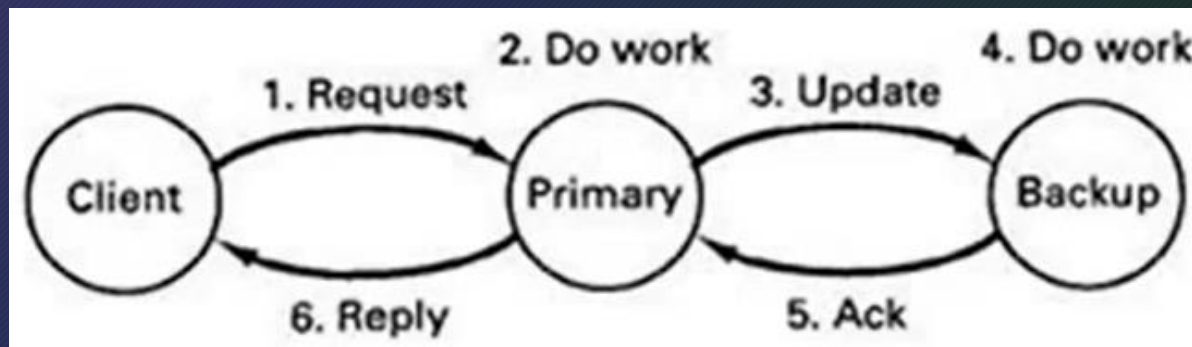 2. Do work
4. Do work
1. Request
3. Update
Client
Primary
Backup
6. Reply
5. Ack